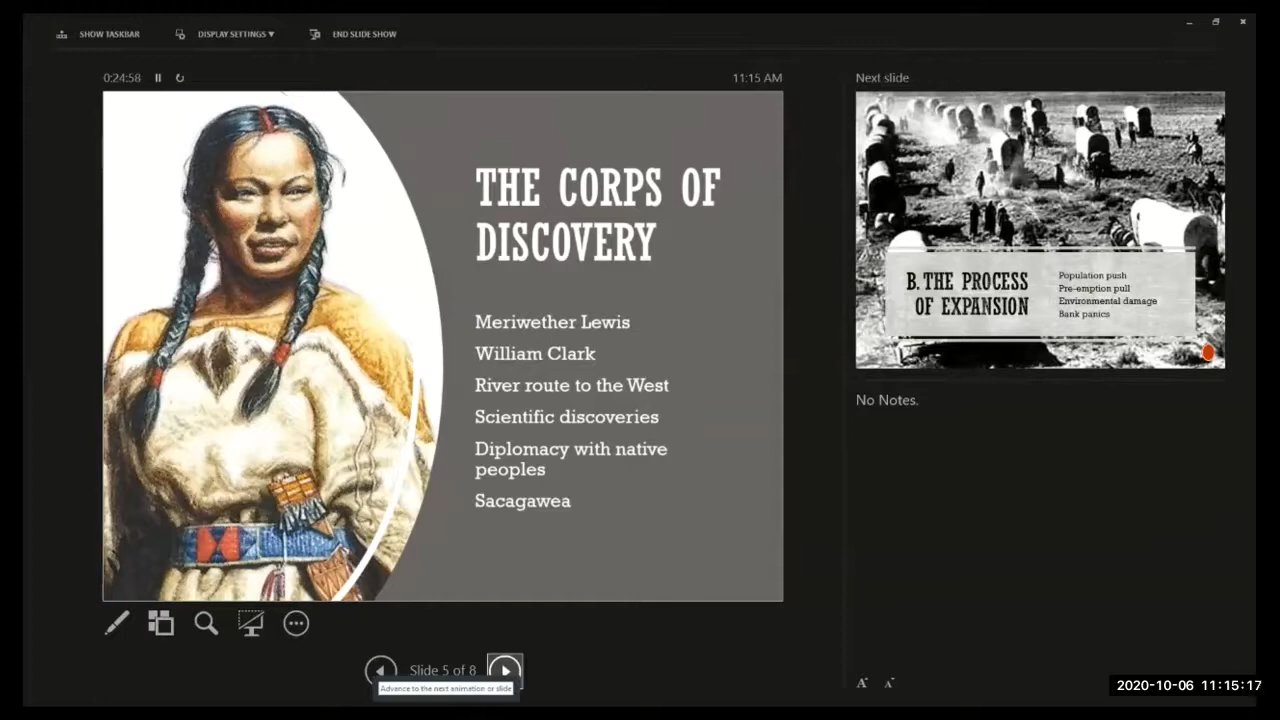 SHOW TASKBAR
DISPLAY SETTINGS ▼
END SLIDE SHOW
0:24:58
11:15 AM
Next slide
THE CORPS OF
DISCOVERY
Meriwether Lewis
William Clark
River route to the West
Scientific discoveries
Diplomacy with native
peoples
Sacagawea
B. THE PROCESS
OF EXPANSION
Population push
Pre-emption pull
Environmental damage
Bank panics
No Notes.
Slide 5 of 8
Advance to the next animation or slide
A A
2020-10-06 11:15:17